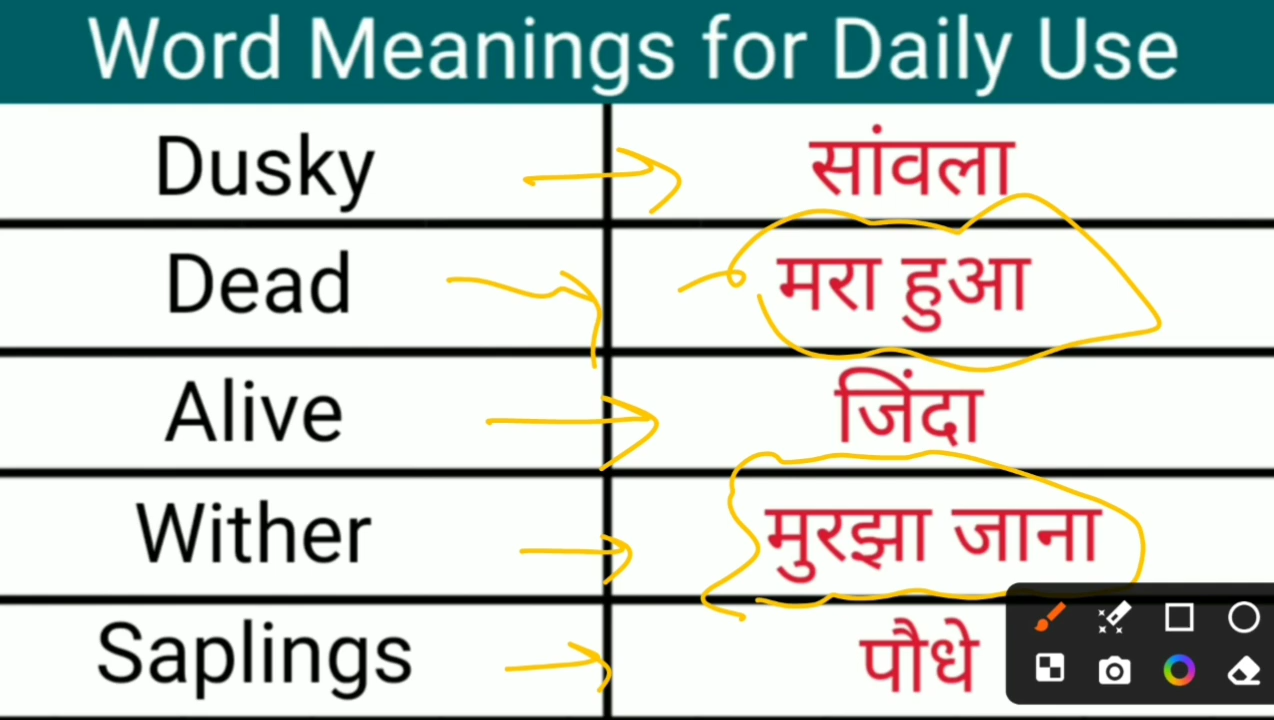 Word Meanings for Daily Use
Dusky सांवला
Dead मरा हुआ
Alive जिंदा
Wither मुरझा जाना
Saplings पौधे